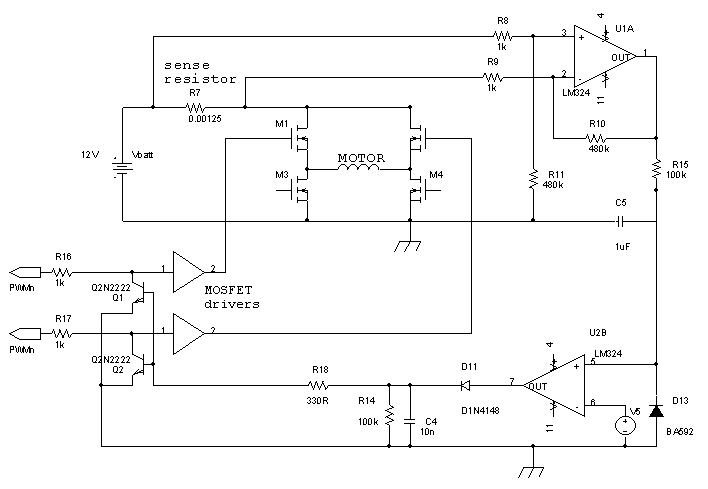 R8
4
U1A
3
+
1k
OUT
1
sense
resistor
R9
2
-
R7
1k
LM324
11
0.00125
M1
R10
480k
12V
Vbatt
MOTOR
R15
100k
M3
M4
R11
480k
C5
1uF
R16
PWMn
1k
Q2N2222
Q1
1
2
MOSFET
drivers
R17
PWMn
1k
Q2N2222
Q2
1
2
U2B
4
LM324
5
R18
D11
7
OUT
+
330R
R14
100k
C4
10n
D1N4148
11
-
6
V5
+
-
D13
BA592